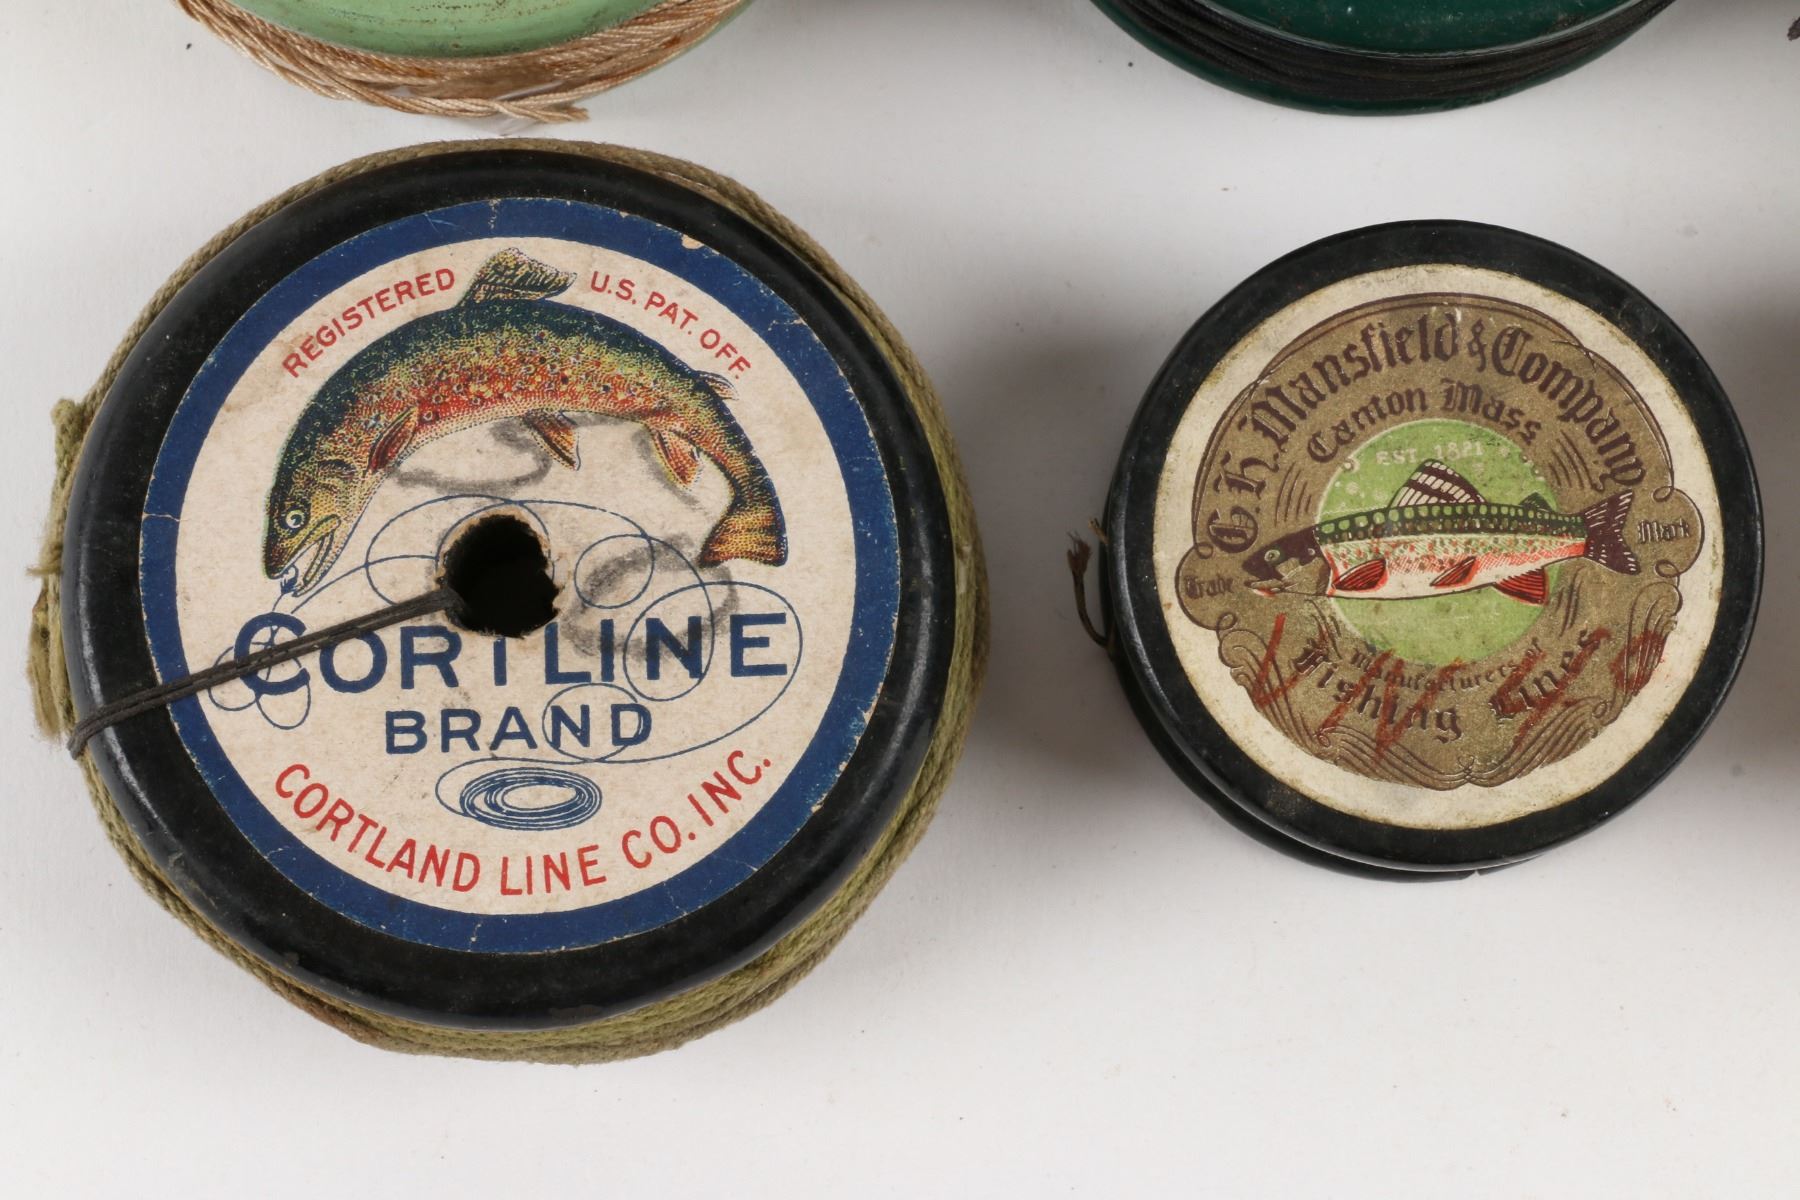 REGISTERED
U.S. PAT. OFF.
CORTLINE
BRAND
CORTLAND LINE CO. INC.
G.H. Mansfield & Company
Canton Mass
EST. 1821
Trade Mark
Manufacturers of
Fishing Lines